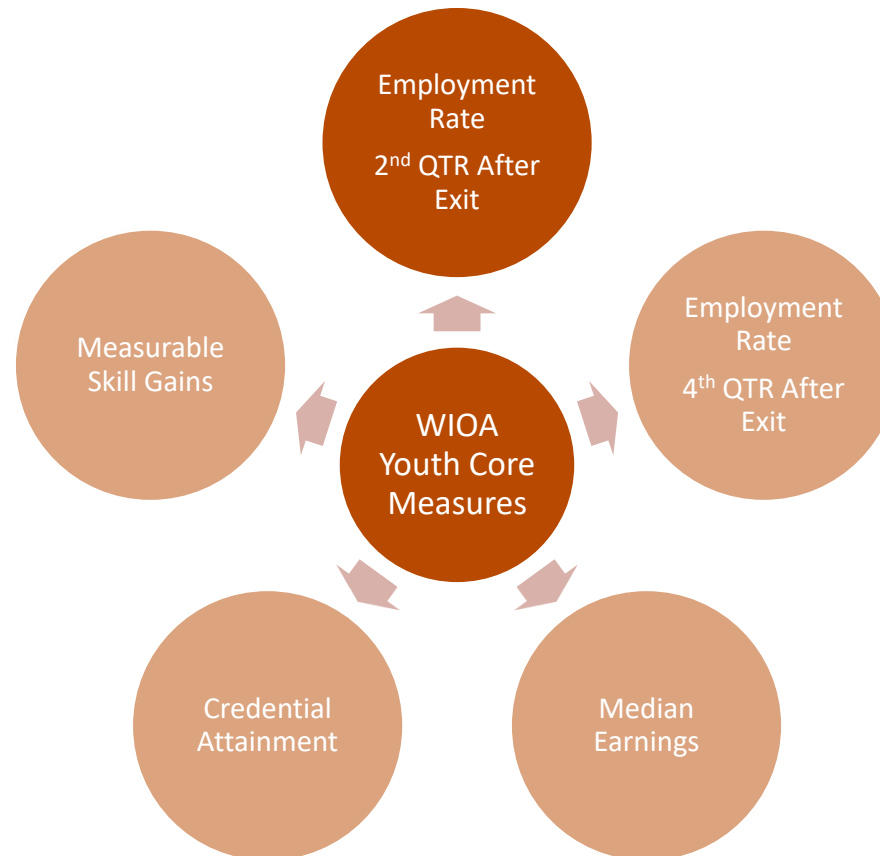 Employment
Rate
2nd QTR After
Exit
Measurable
Skill Gains
Employment
Rate
4th QTR After
Exit
WIOA
Youth Core
Measures
Credential
Attainment
Median
Earnings